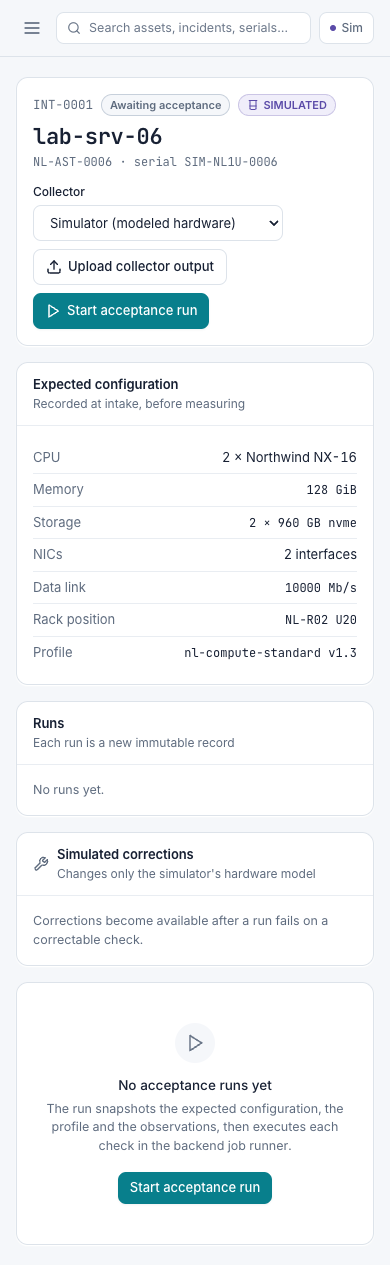 Search assets, incidents, serials...
Sim
INT-0001 Awaiting acceptance SIMULATED
lab-srv-06
NL-AST-0006 · serial SIM-NL1U-0006
Collector
Simulator (modeled hardware)
Upload collector output
Start acceptance run
Expected configuration
Recorded at intake, before measuring
CPU 2 × Northwind NX-16
Memory 128 GiB
Storage 2 × 960 GB nvme
NICs 2 interfaces
Data link 10000 Mb/s
Rack position NL-R02 U20
Profile nl-compute-standard v1.3
Runs
Each run is a new immutable record
No runs yet.
Simulated corrections
Changes only the simulator's hardware model
Corrections become available after a run fails on a
correctable check.
No acceptance runs yet
The run snapshots the expected configuration, the
profile and the observations, then executes each
check in the backend job runner.
Start acceptance run